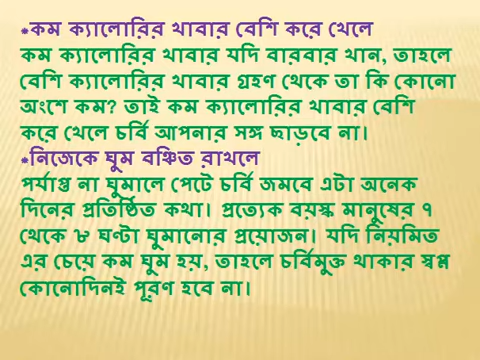 *কম ক্যালোরির খাবার বেশি করে খেলে
কম ক্যালোরির খাবার যদি বারবার খান, তাহলে
বেশি ক্যালোরির খাবার গ্রহণ থেকে তা কি কোনো
অংশে কম? তাই কম ক্যালোরির খাবার বেশি
করে খেলে চর্বি আপনার সঙ্গ ছাড়বে না।
*নিজেকে ঘুম বঞ্চিত রাখলে
পর্যাপ্ত না ঘুমালে পেটে চর্বি জমবে এটা অনেক
দিনের প্রতিষ্ঠিত কথা। প্রত্যেক বয়স্ক মানুষের ৭
থেকে ৮ ঘণ্টা ঘুমানোর প্রয়োজন। যদি নিয়মিত
এর চেয়ে কম ঘুম হয়, তাহলে চর্বিমুক্ত থাকার স্বপ্ন
কোনোদিনই পূরণ হবে না।